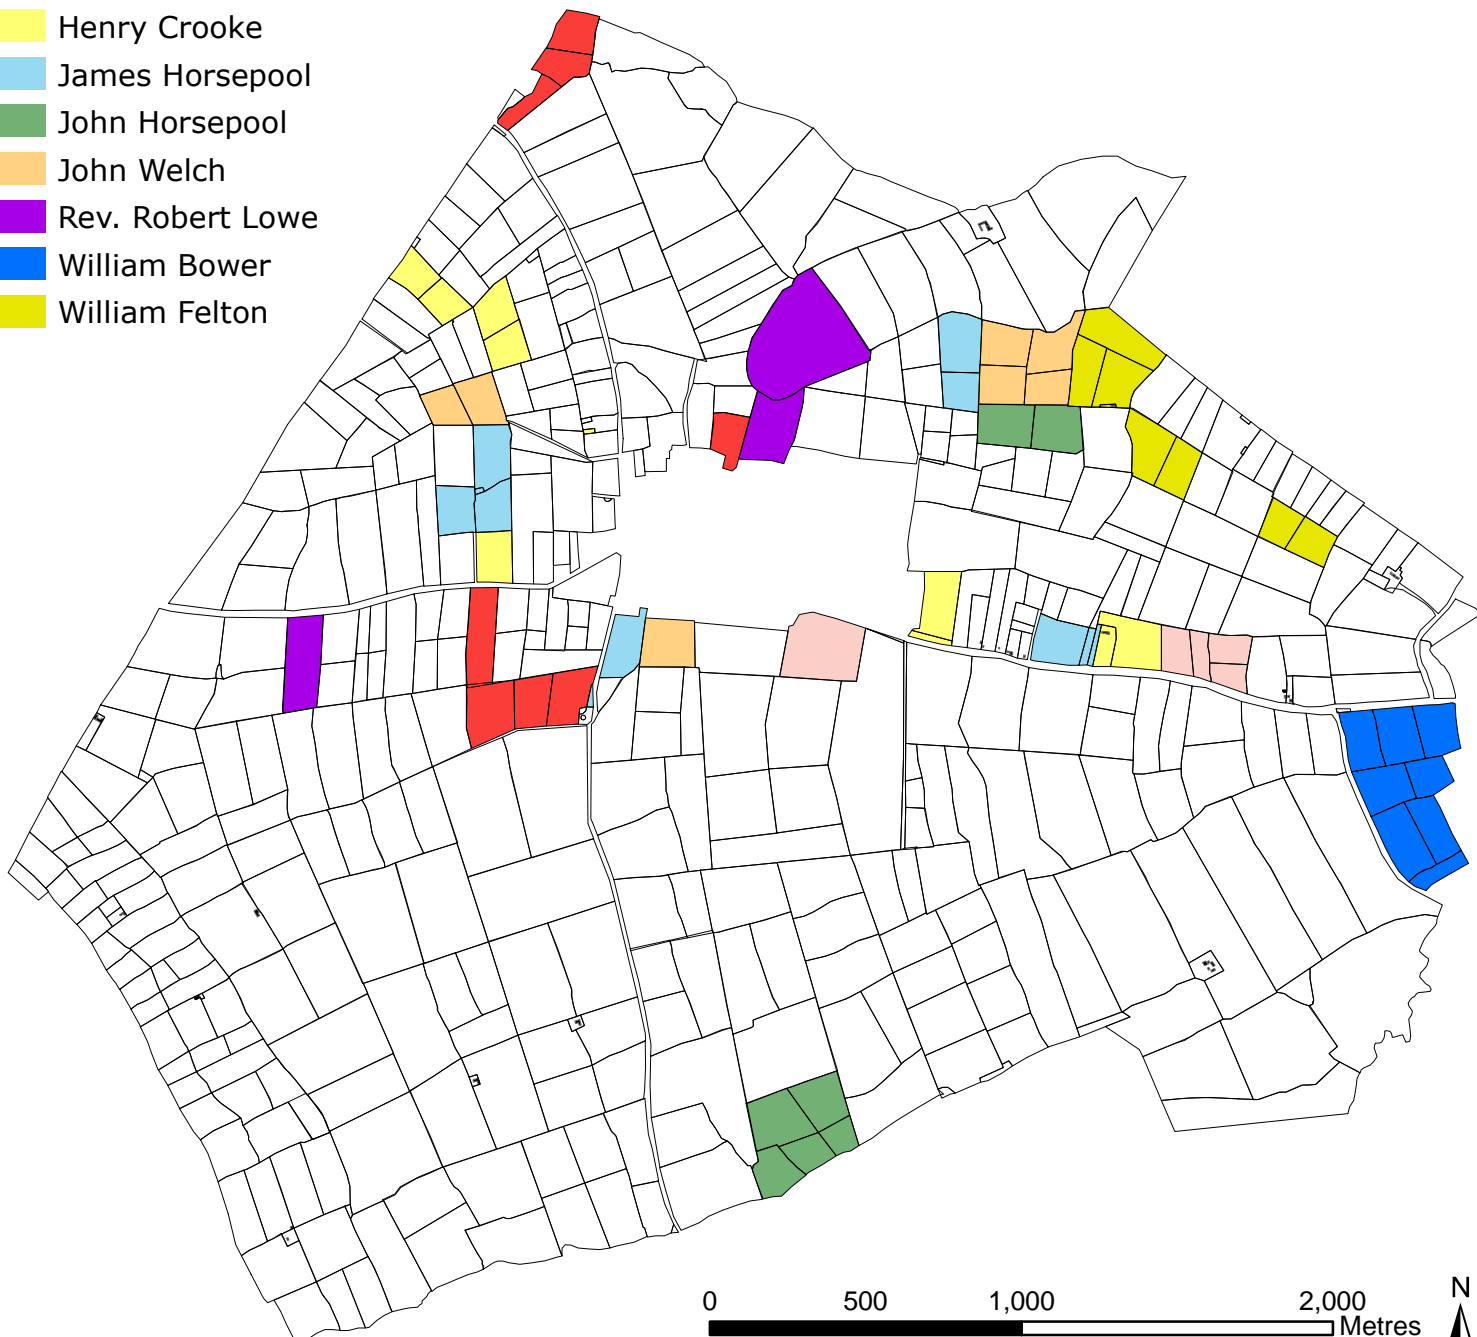 Henry Crooke
James Horsepool
John Horsepool
John Welch
Rev. Robert Lowe
William Bower
William Felton
N
0 500 1,000 2,000
Metres